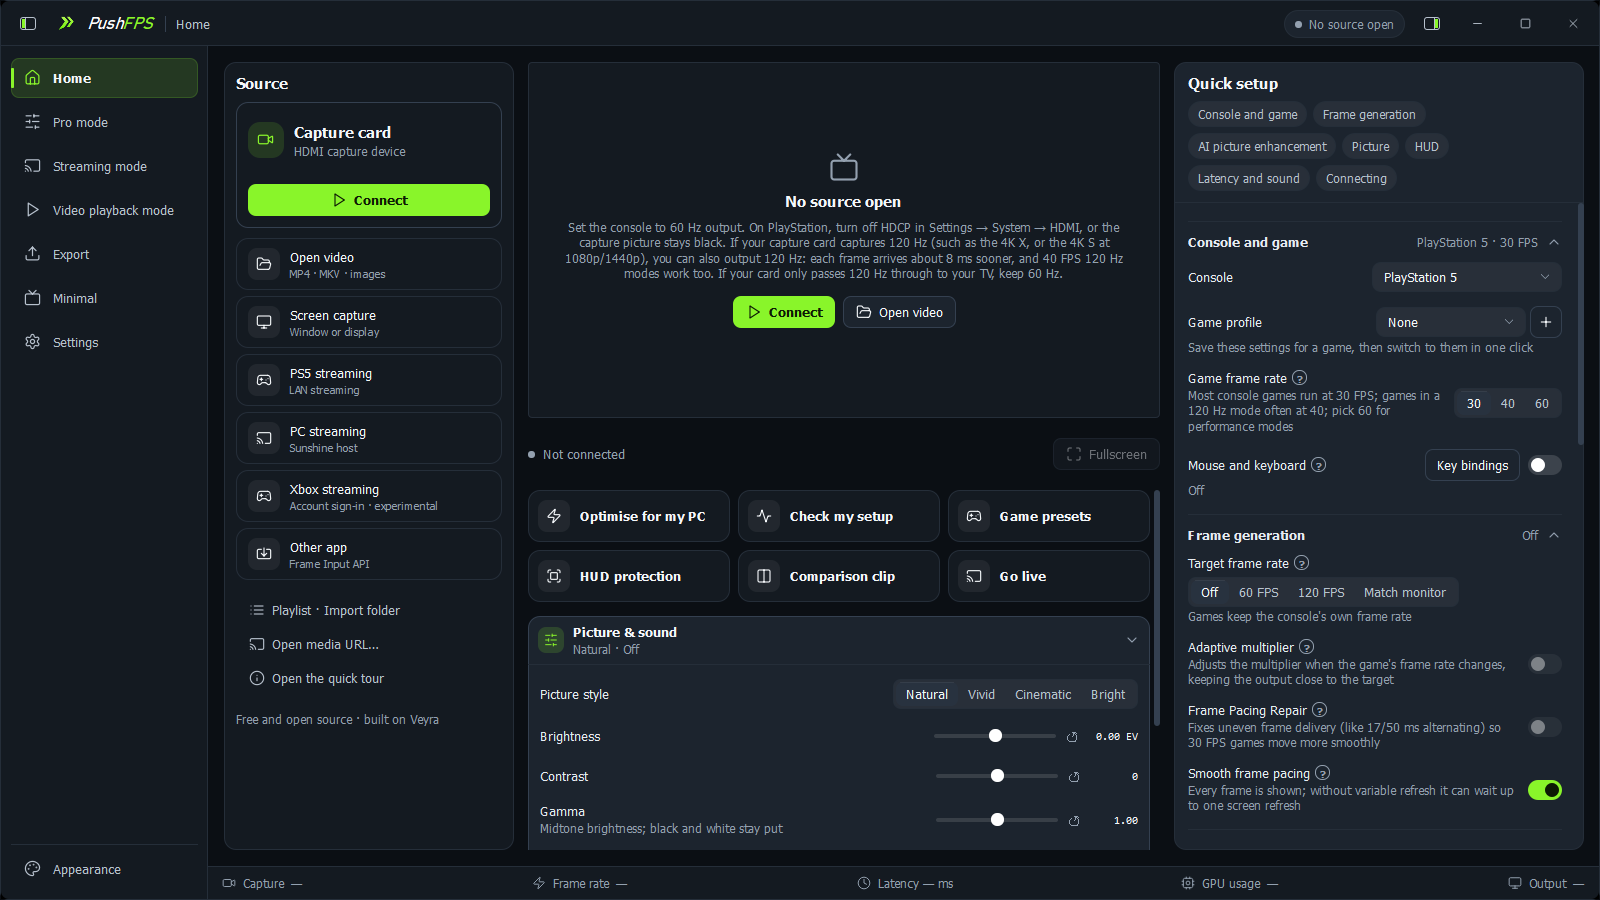 PushFPS
Home
No source open
Home
Pro mode
Streaming mode
Video playback mode
Export
Minimal
Settings
Appearance
Source
Capture card
HDMI capture device
Connect
Open video
MP4 · MKV · images
Screen capture
Window or display
PS5 streaming
LAN streaming
PC streaming
Sunshine host
Xbox streaming
Account sign-in · experimental
Other app
Frame Input API
Playlist · Import folder
Open media URL...
Open the quick tour
Free and open source · built on Veyra
No source open
Set the console to 60 Hz output. On PlayStation, turn off HDCP in Settings → System → HDMI, or the
capture picture stays black. If your capture card captures 120 Hz (such as the 4K X, or the 4K S at
1080p/1440p), you can also output 120 Hz: each frame arrives about 8 ms sooner, and 40 FPS 120 Hz
modes work too. If your card only passes 120 Hz through to your TV, keep 60 Hz.
Connect
Open video
Not connected
Fullscreen
Optimise for my PC
Check my setup
Game presets
HUD protection
Comparison clip
Go live
Picture & sound
Natural · Off
Picture style
Natural
Vivid
Cinematic
Bright
Brightness
0.00 EV
Contrast
0
Gamma
Midtone brightness; black and white stay put
1.00
Quick setup
Console and game
Frame generation
AI picture enhancement
Picture
HUD
Latency and sound
Connecting
Console and game
PlayStation 5 · 30 FPS
Console
PlayStation 5
Game profile
None
+
Save these settings for a game, then switch to them in one click
Game frame rate ?
Most console games run at 30 FPS; games in a
120 Hz mode often at 40; pick 60 for
performance modes
30
40
60
Mouse and keyboard ?
Key bindings
Off
Frame generation
Off
Target frame rate ?
Off
60 FPS
120 FPS
Match monitor
Games keep the console's own frame rate
Adaptive multiplier ?
Adjusts the multiplier when the game's frame rate changes,
keeping the output close to the target
Frame Pacing Repair ?
Fixes uneven frame delivery (like 17/50 ms alternating) so
30 FPS games move more smoothly
Smooth frame pacing ?
Every frame is shown; without variable refresh it can wait up
to one screen refresh
Capture —
Frame rate —
Latency — ms
GPU usage —
Output —